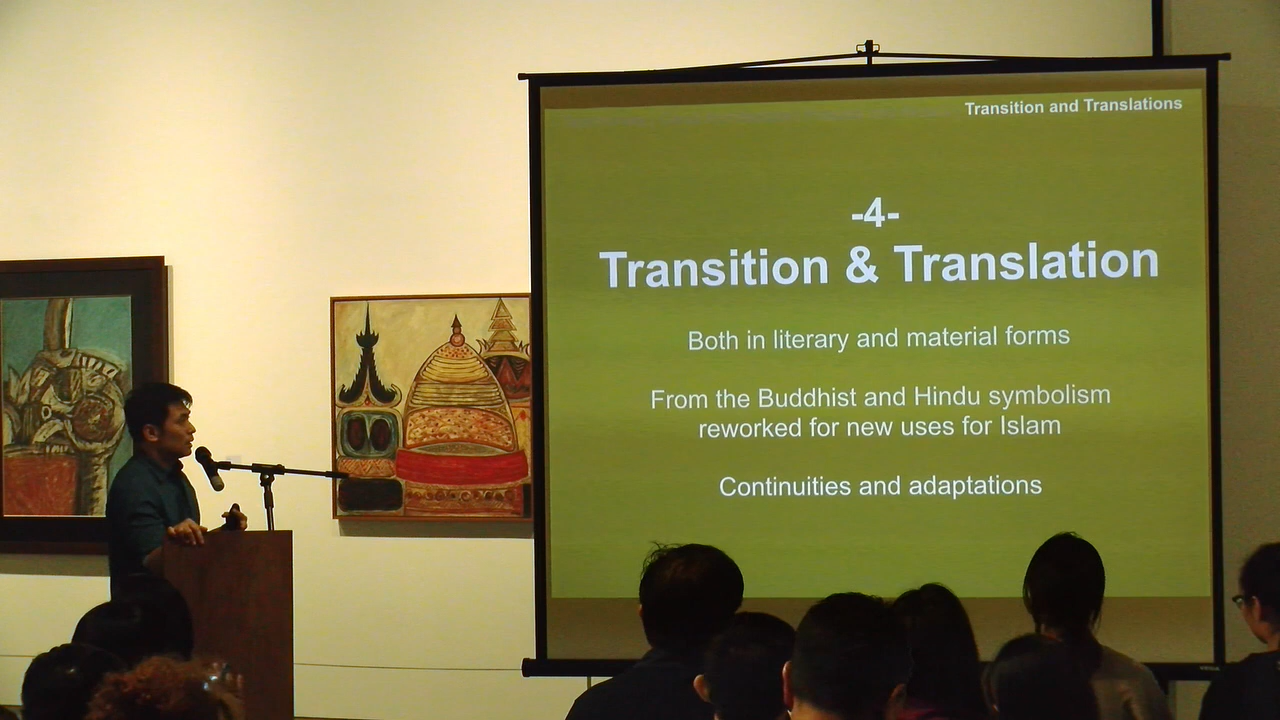 Transition and Translations
-4-
Transition & Translation
Both in literary and material forms
From the Buddhist and Hindu symbolism
reworked for new uses for Islam
Continuities and adaptations